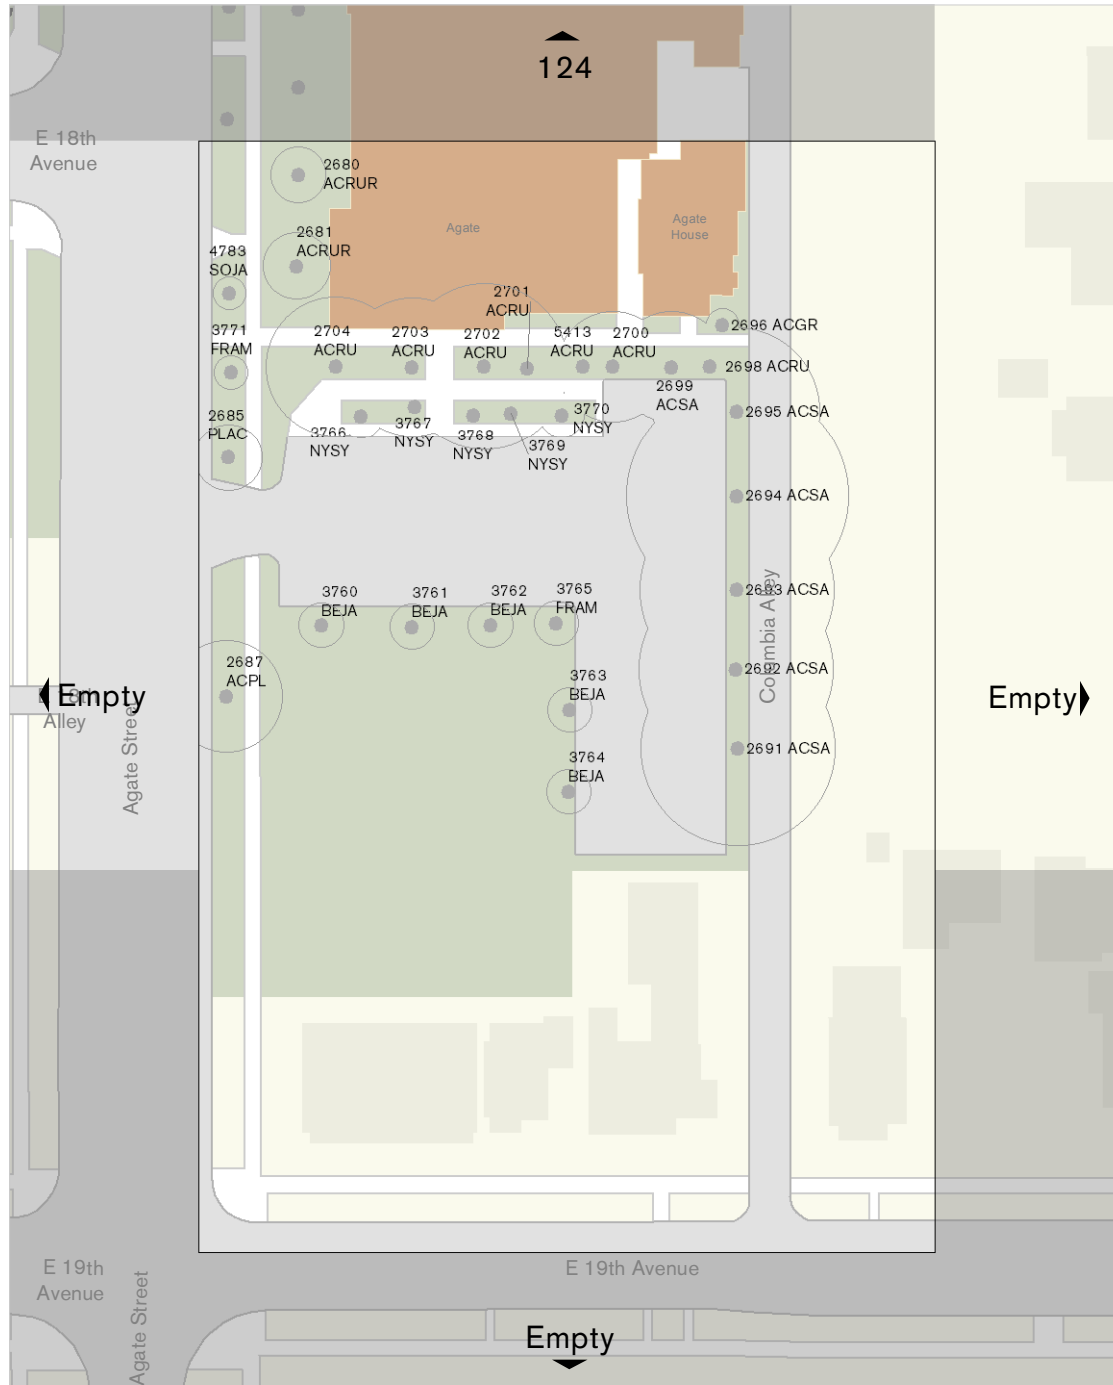 124
E 18th
Avenue
2680
ACRUR
Agate
Agate
House
2681
ACRUR
4783
SOJA
2701
ACRU
2696 ACGR
3771
FRAM
2704
ACRU
2703
ACRU
2702
ACRU
5413
ACRU
2700
ACRU
2698 ACRU
2699
ACSA
2695 ACSA
2685
PLAC
3766
NYSY
3767
NYSY
3768
NYSY
3769
NYSY
3770
NYSY
2694 ACSA
3760
BEJA
3761
BEJA
3762
BEJA
3765
FRAM
2693 ACSA
Columbia Alley
2687
ACPL
3763
BEJA
2692 ACSA
E 18th
Alley
Empty
Empty
Agate Street
3764
BEJA
2691 ACSA
E 19th
Avenue
E 19th Avenue
Agate Street
Empty